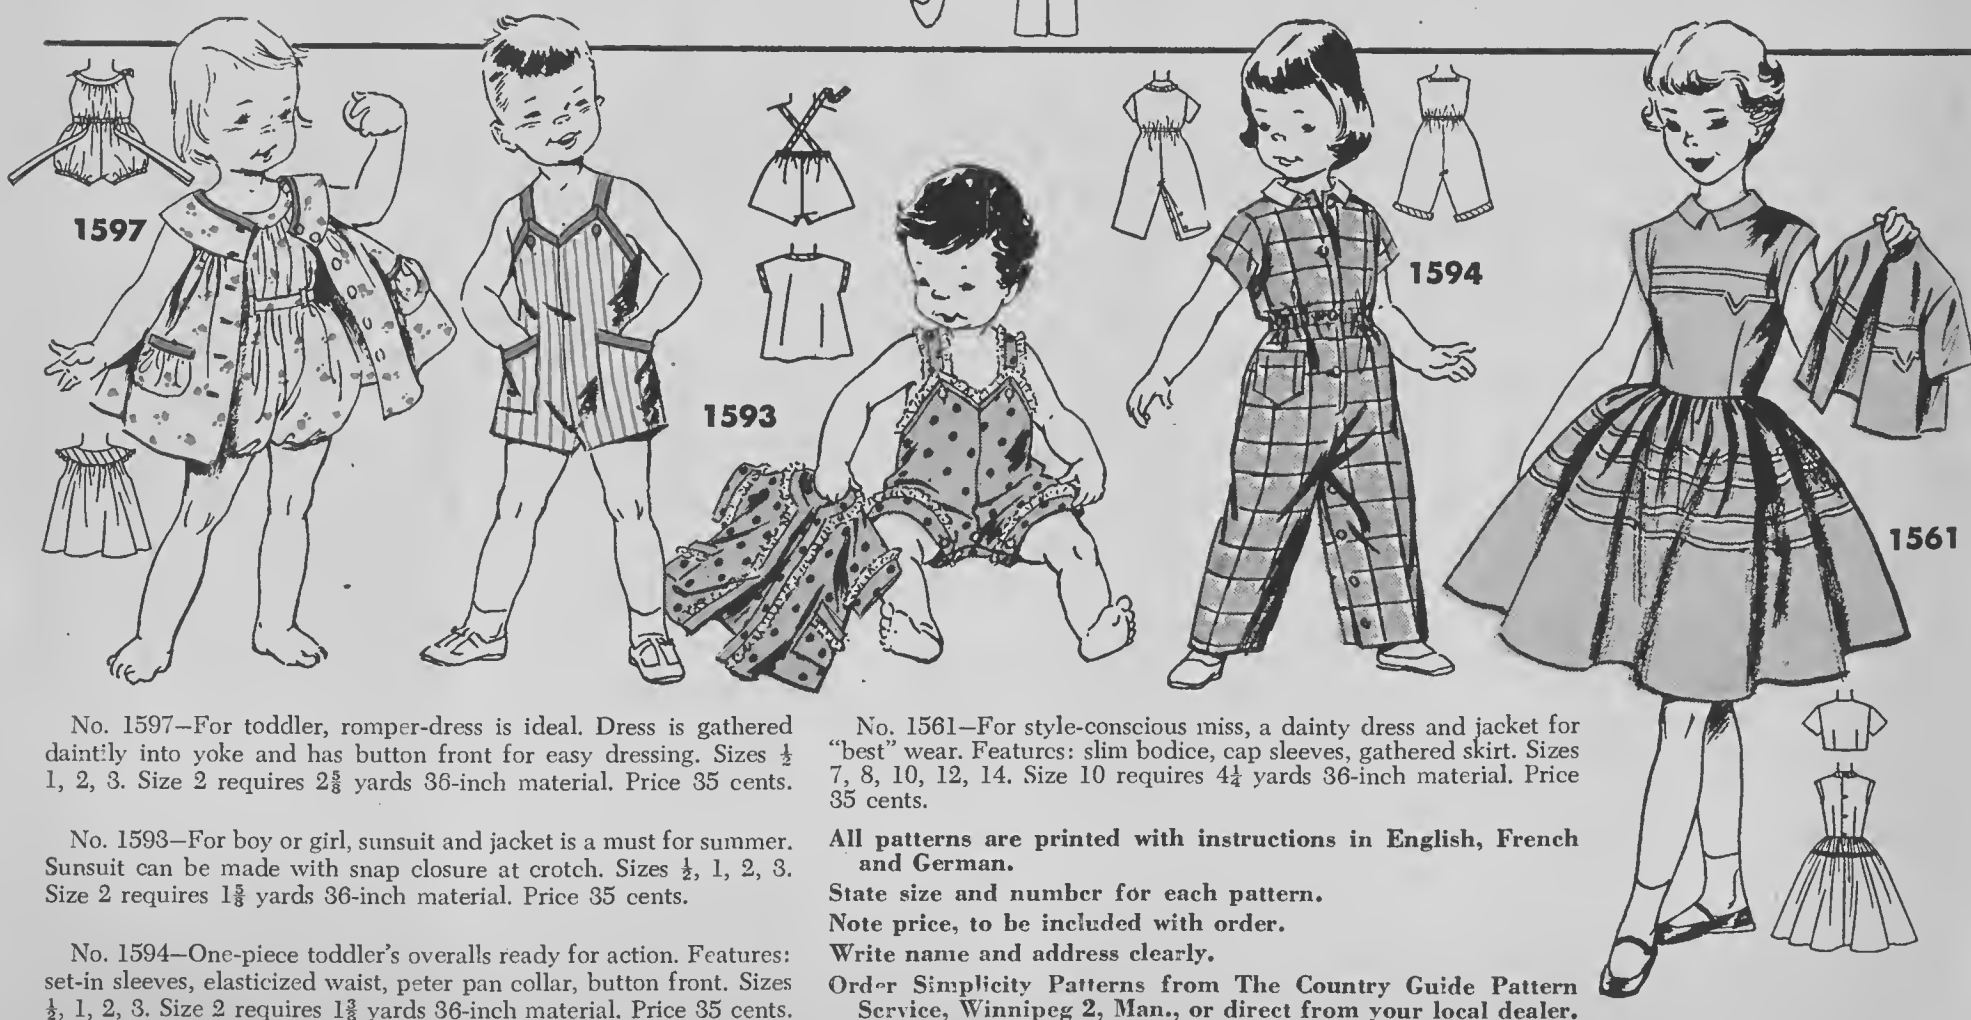 1597
1593
1594
1561
No. 1597—For toddler, romper-dress is ideal. Dress is gathered
daintily into yoke and has button front for easy dressing. Sizes ½
1, 2, 3. Size 2 requires 2⅝ yards 36-inch material. Price 35 cents.
No. 1593—For boy or girl, sunsuit and jacket is a must for summer.
Sunsuit can be made with snap closure at crotch. Sizes ½, 1, 2, 3.
Size 2 requires 1⅝ yards 36-inch material. Price 35 cents.
No. 1594—One-piece toddler's overalls ready for action. Features:
set-in sleeves, elasticized waist, peter pan collar, button front. Sizes
½, 1, 2, 3. Size 2 requires 1⅜ yards 36-inch material. Price 35 cents.
No. 1561—For style-conscious miss, a dainty dress and jacket for
"best" wear. Features: slim bodice, cap sleeves, gathered skirt. Sizes
7, 8, 10, 12, 14. Size 10 requires 4¼ yards 36-inch material. Price
35 cents.
All patterns are printed with instructions in English, French
and German.
State size and number for each pattern.
Note price, to be included with order.
Write name and address clearly.
Order Simplicity Patterns from The Country Guide Pattern
Service, Winnipeg 2, Man., or direct from your local dealer.